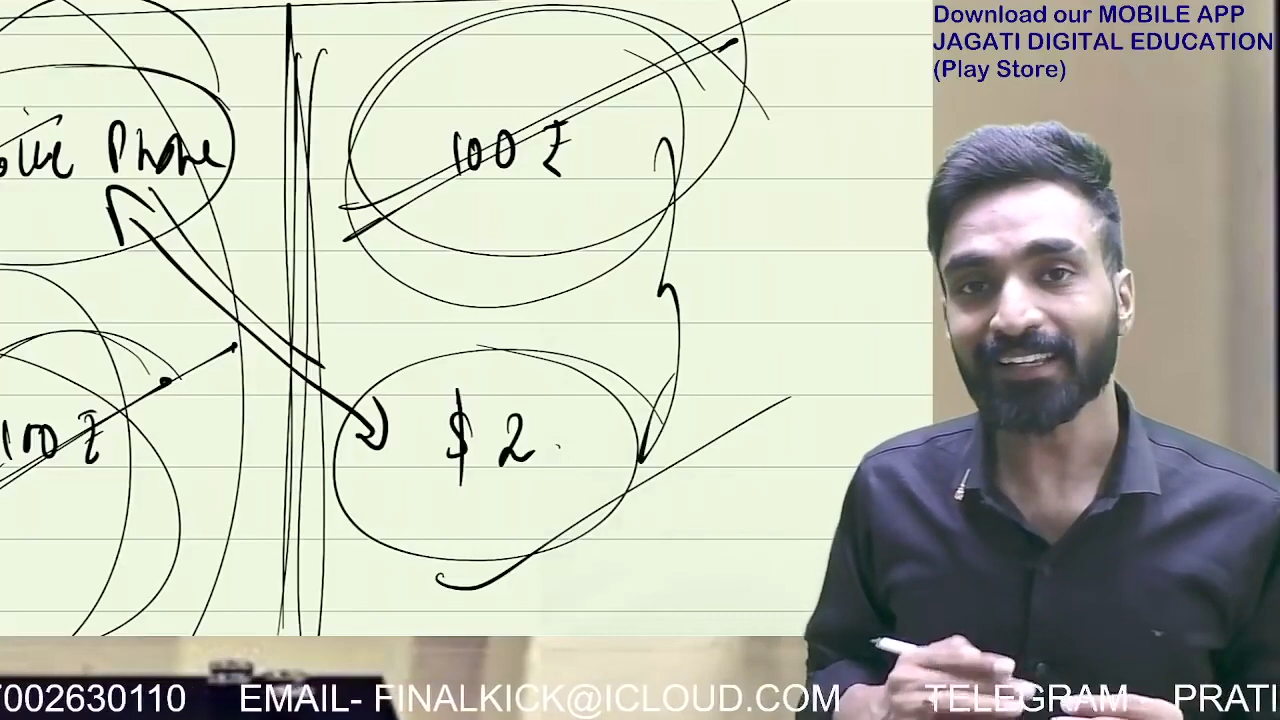 Download our MOBILE APP
JAGATI DIGITAL EDUCATION
(Play Store)
Phone
100 ₹
100 ₹
$ 2
7002630110 EMAIL- FINALKICK@ICLOUD.COM TELEGRAM PRATI